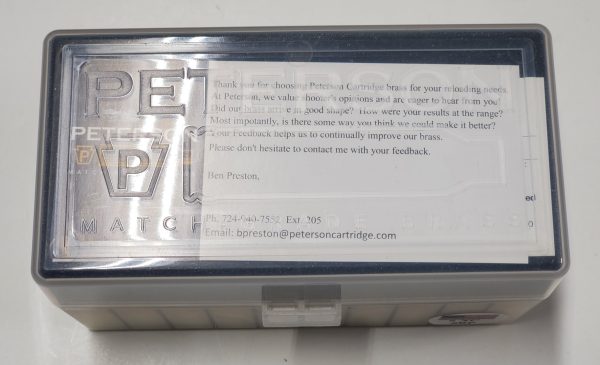 PETERSON
Thank you for choosing Peterson Cartridge brass for your reloading needs.
At Peterson, we value shooter's opinions and are eager to hear from you!
Did our brass arrive in good shape? How were your results at the range?
Most impotantly, is there some way you think we could make it better?
Your Feedback helps us to continually improve our brass.
Please don't hesitate to contact me with your feedback.
Ben Preston,
Ph. 724-940-7552 Ext. 205
Email: bpreston@petersoncartridge.com
PETERSON
P
MATCH GRADE BRASS